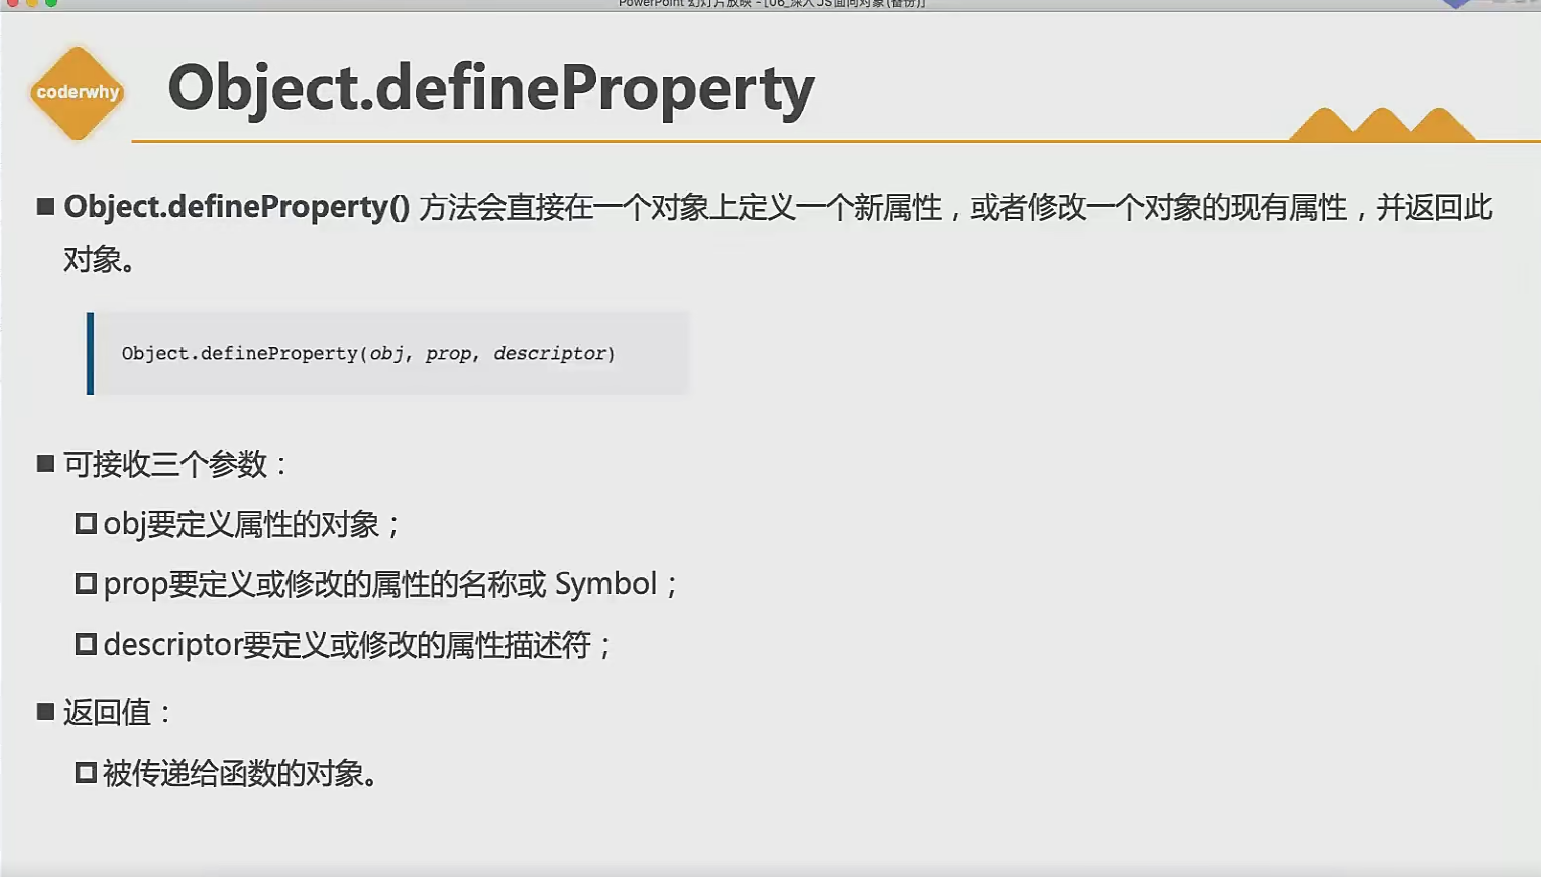 PowerPoint 幻灯片放映 - [06_深入JS面向对象(备份)]
coderwhy
Object.defineProperty
Object.defineProperty() 方法会直接在一个对象上定义一个新属性，或者修改一个对象的现有属性，并返回此
对象。
Object.defineProperty(obj, prop, descriptor)
可接收三个参数：
obj要定义属性的对象；
prop要定义或修改的属性的名称或 Symbol；
descriptor要定义或修改的属性描述符；
返回值：
被传递给函数的对象。